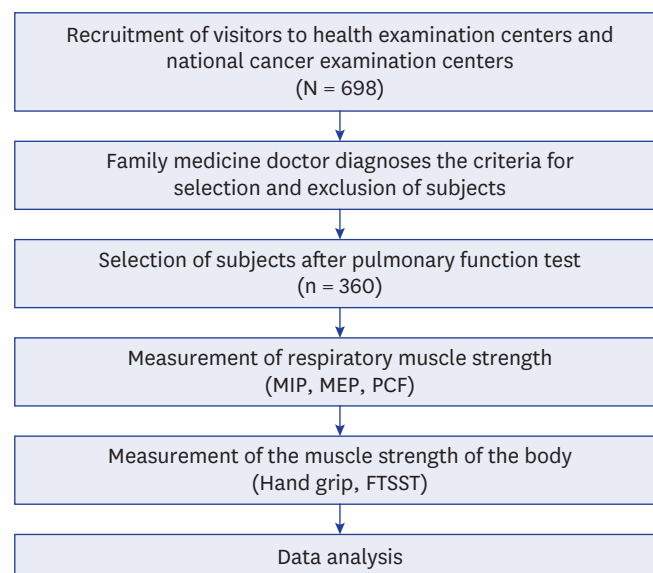 Recruitment of visitors to health examination centers and
national cancer examination centers
(N = 698)
Family medicine doctor diagnoses the criteria for
selection and exclusion of subjects
Selection of subjects after pulmonary function test
(n = 360)
Measurement of respiratory muscle strength
(MIP, MEP, PCF)
Measurement of the muscle strength of the body
(Hand grip, FTSST)
Data analysis